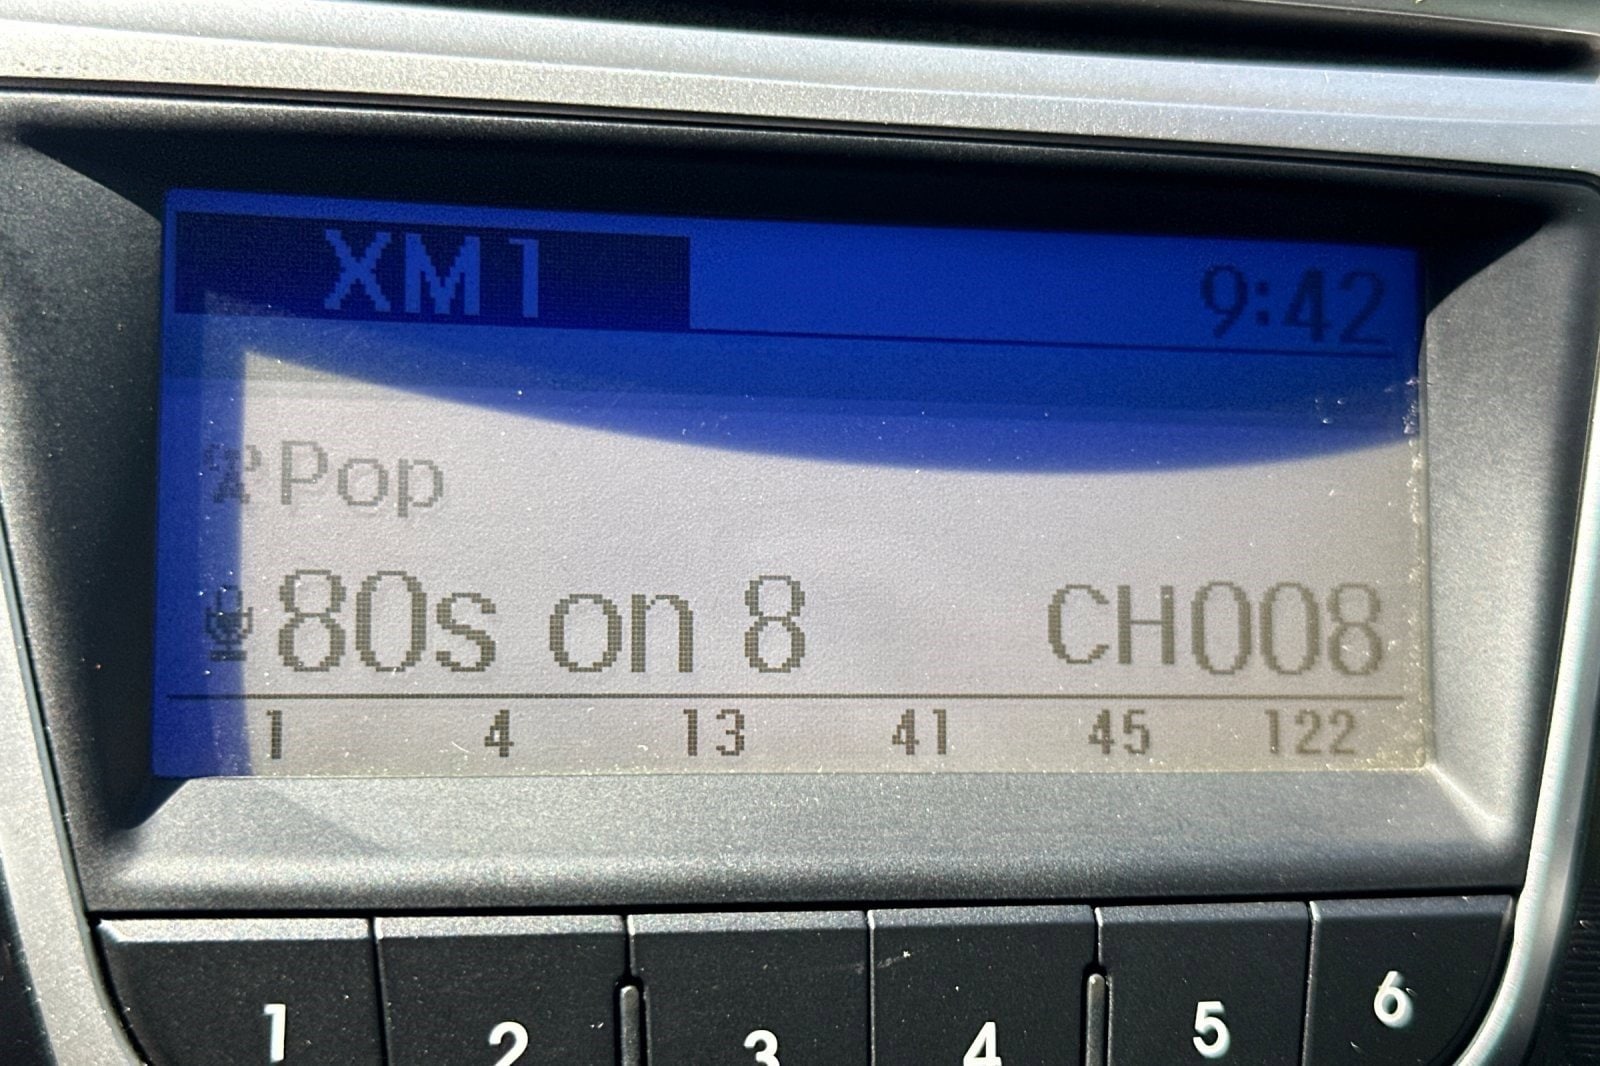 XM1 9:42
Pop
80s on 8 CH008
1 4 13 41 45 122
1 2 3 4 5 6